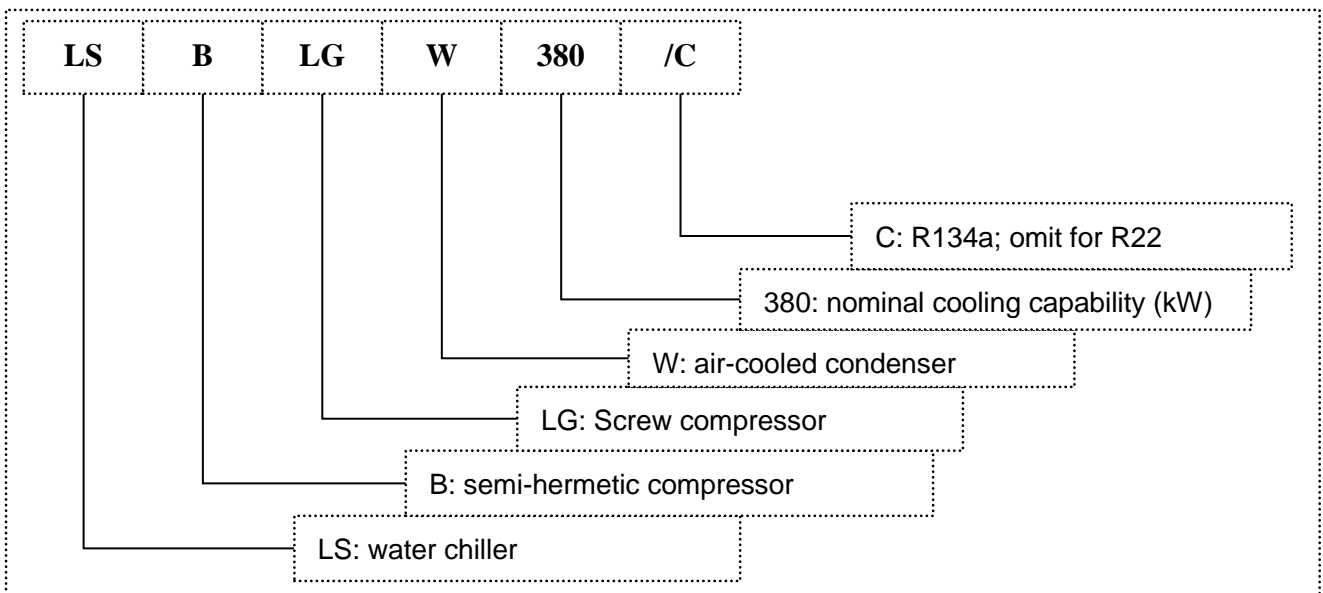 LS B LG W 380 /C
C: R134a; omit for R22
380: nominal cooling capability (kW)
W: air-cooled condenser
LG: Screw compressor
B: semi-hermetic compressor
LS: water chiller